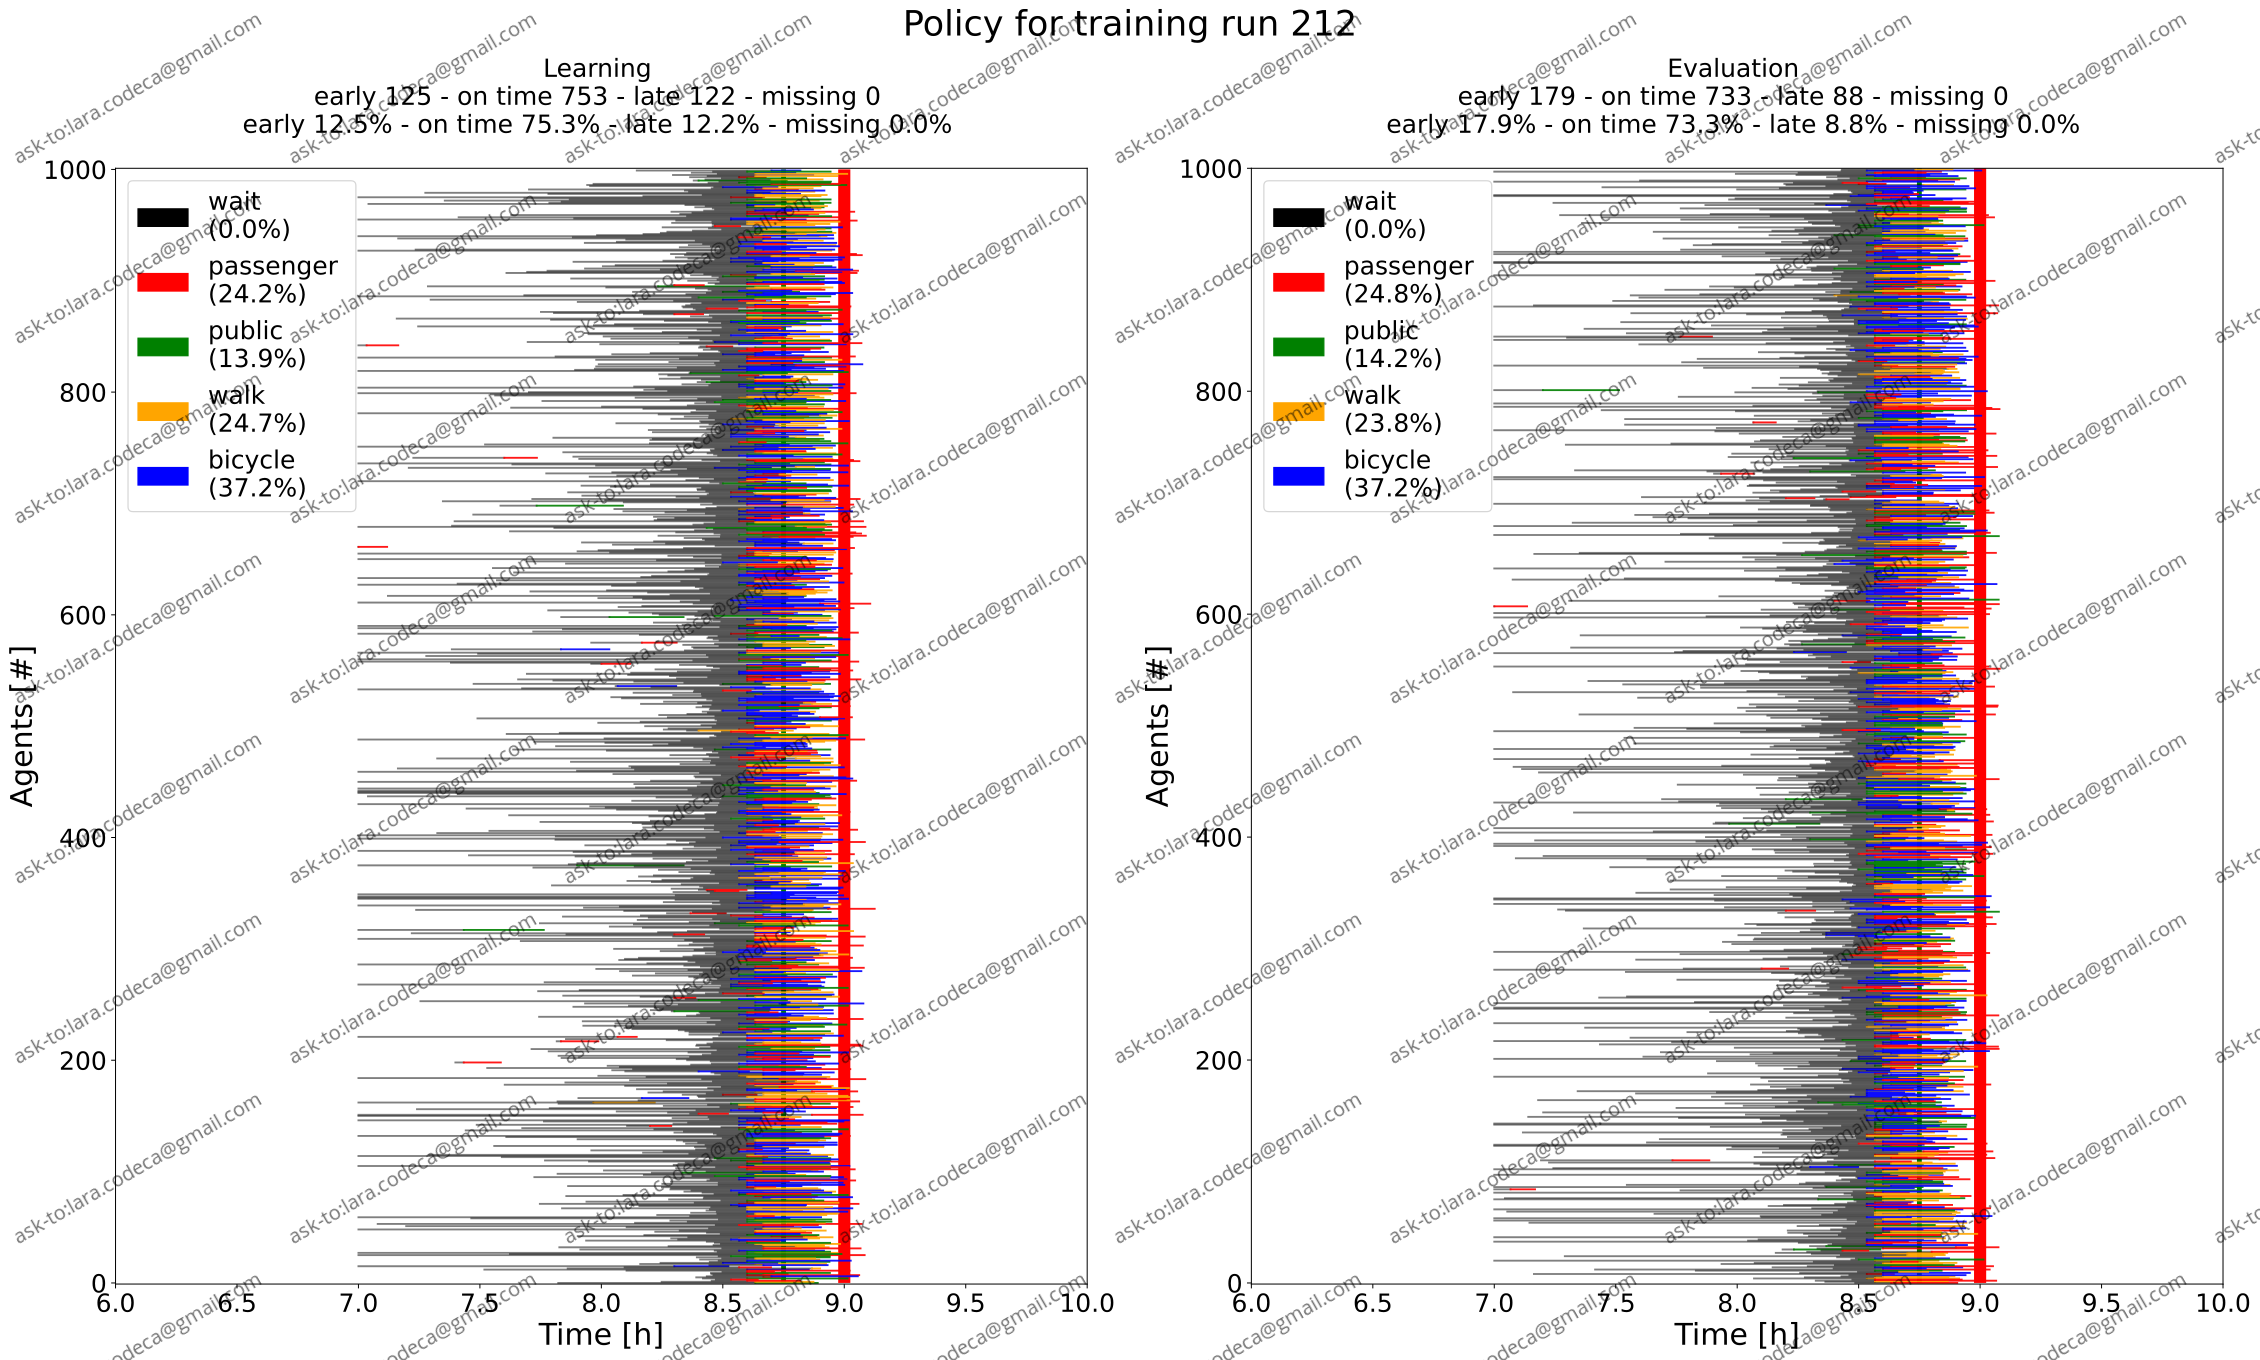 Policy for training run 212
Learning
early 125 - on time 753 - late 122 - missing 0
early 12.5% - on time 75.3% - late 12.2% - missing 0.0%
Evaluation
early 179 - on time 733 - late 88 - missing 0
early 17.9% - on time 73.3% - late 8.8% - missing 0.0%
wait
(0.0%)
passenger
(24.2%)
public
(13.9%)
walk
(24.7%)
bicycle
(37.2%)
Agents [#]
1000
800
600
400
200
0
6.0 6.5 7.0 7.5 8.0 8.5 9.0 9.5 10.0
Time [h]
wait
(0.0%)
passenger
(24.8%)
public
(14.2%)
walk
(23.8%)
bicycle
(37.2%)
Agents [#]
1000
800
600
400
200
0
6.0 6.5 7.0 7.5 8.0 8.5 9.0 9.5 10.0
Time [h]
ask-to:lara.codeca@gmail.com